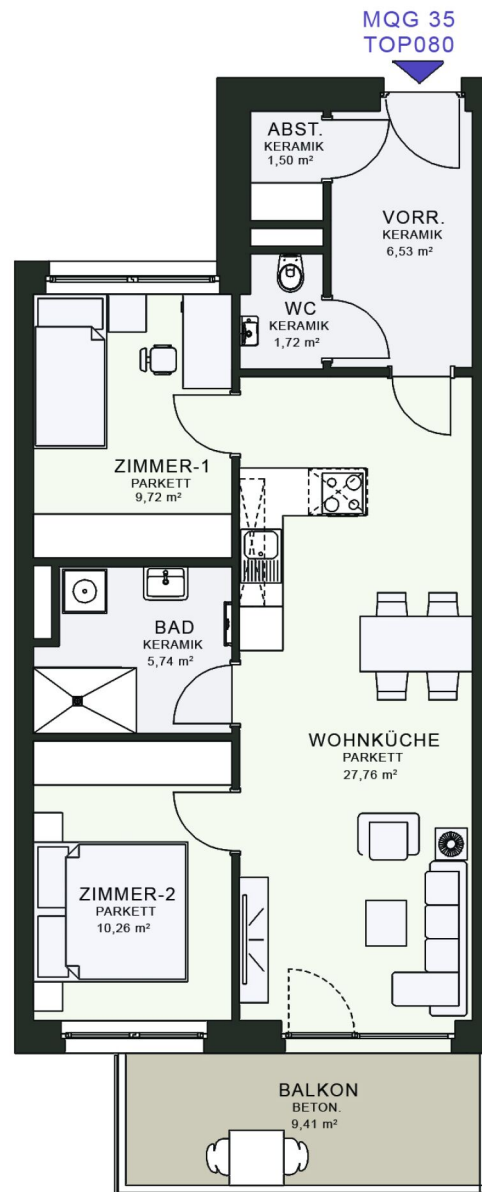 MQG 35
TOP080
ABST.
KERAMIK
1,50 m²
VORR.
KERAMIK
6,53 m²
WC
KERAMIK
1,72 m²
ZIMMER-1
PARKETT
9,72 m²
BAD
KERAMIK
5,74 m²
WOHNKÜCHE
PARKETT
27,76 m²
ZIMMER-2
PARKETT
10,26 m²
BALKON
BETON.
9,41 m²